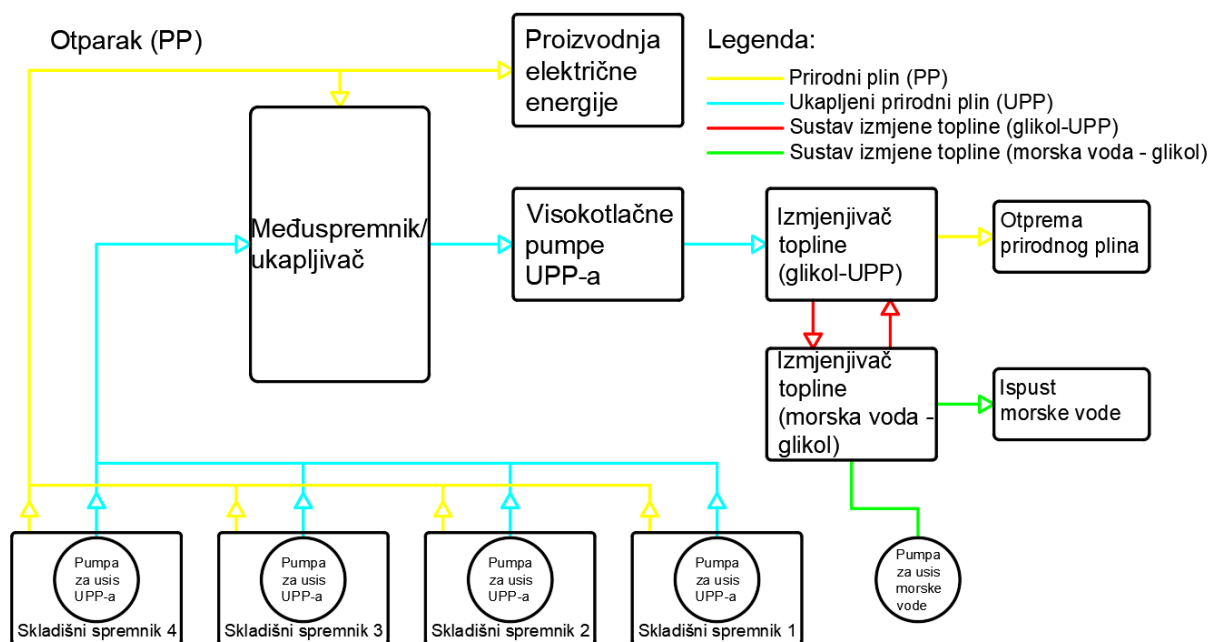 Otparak (PP)
Proizvodnja
električne
energije
Legenda:
Prirodni plin (PP)
Ukapljeni prirodni plin (UPP)
Sustav izmjene topline (glikol-UPP)
Sustav izmjene topline (morska voda - glikol)
Međuspremnik/
ukapljivač
Visokotlačne
pumpe
UPP-a
Izmjenjivač
topline
(glikol-UPP)
Otprema
prirodnog plina
Izmjenjivač
topline
(morska voda -
glikol)
Ispust
morske vode
Pumpa
za usis
UPP-a
Skladišni spremnik 4
Pumpa
za usis
UPP-a
Skladišni spremnik 3
Pumpa
za usis
UPP-a
Skladišni spremnik 2
Pumpa
za usis
UPP-a
Skladišni spremnik 1
Pumpa
za usis
morske
vode